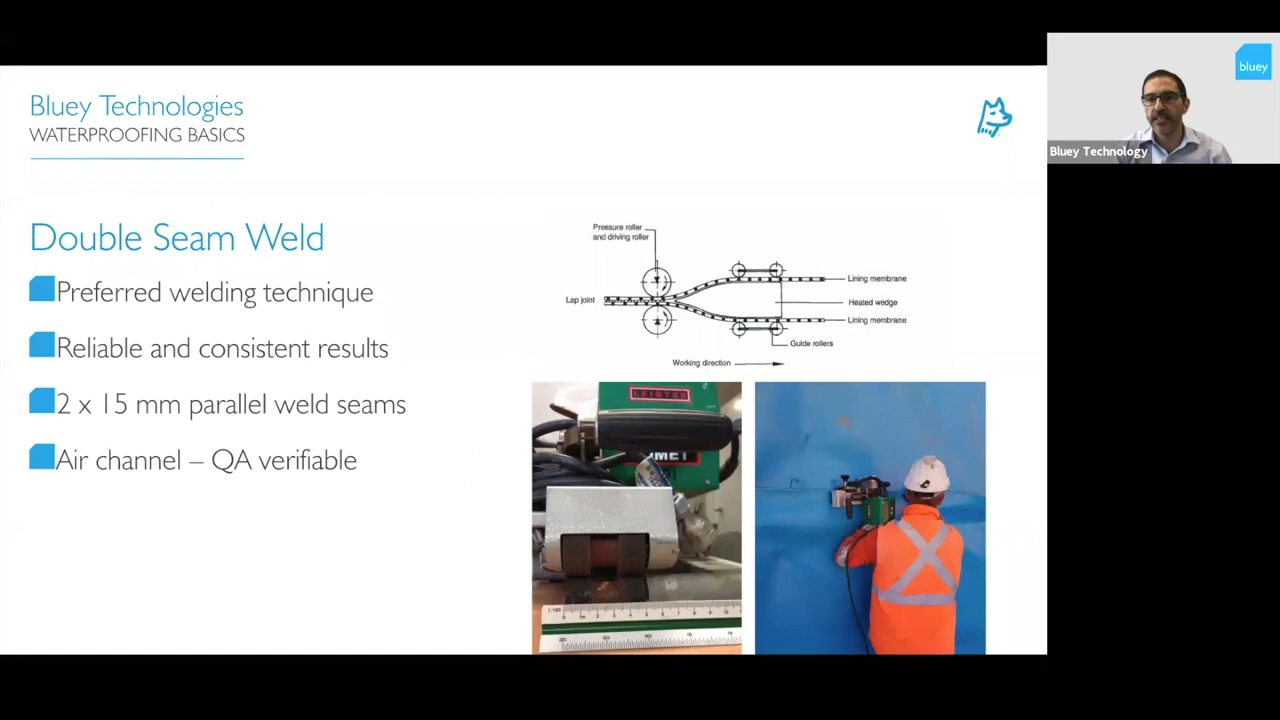 Bluey Technologies
WATERPROOFING BASICS
bluey
Bluey Technology
Double Seam Weld
Preferred welding technique
Reliable and consistent results
2 x 15 mm parallel weld seams
Air channel – QA verifiable
Pressure roller
and driving roller
Lap joint
Lining membrane
Heated wedge
Lining membrane
Guide rollers
Working direction
LEISTER
1:100